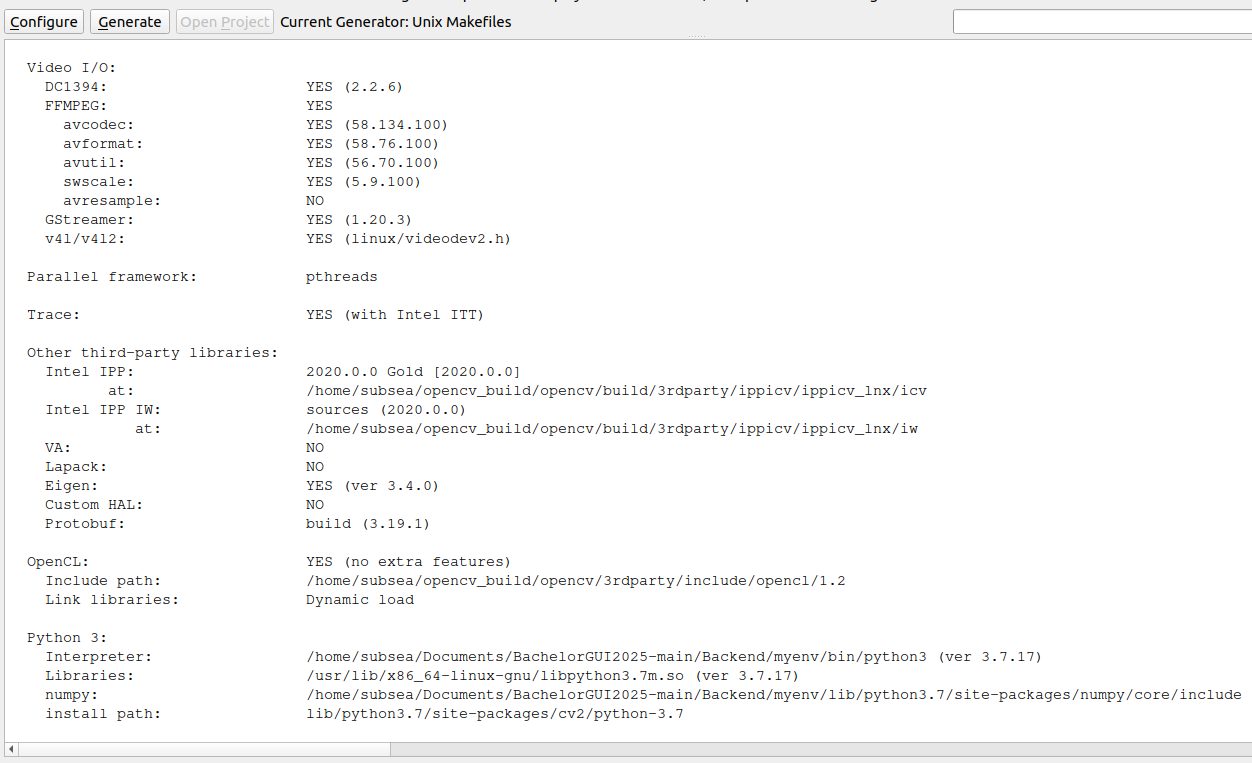 Configure Generate Open Project Current Generator: Unix Makefiles
Video I/O:
DC1394: YES (2.2.6)
FFMPEG: YES
avcodec: YES (58.134.100)
avformat: YES (58.76.100)
avutil: YES (56.70.100)
swscale: YES (5.9.100)
avresample: NO
GStreamer: YES (1.20.3)
v4l/v4l2: YES (linux/videodev2.h)
Parallel framework: pthreads
Trace: YES (with Intel ITT)
Other third-party libraries:
Intel IPP: 2020.0.0 Gold [2020.0.0]
at: /home/subsea/opencv_build/opencv/build/3rdparty/ippicv/ippicv_lnx/icv
Intel IPP IW: sources (2020.0.0)
at: /home/subsea/opencv_build/opencv/build/3rdparty/ippicv/ippicv_lnx/iw
VA: NO
Lapack: NO
Eigen: YES (ver 3.4.0)
Custom HAL: NO
Protobuf: build (3.19.1)
OpenCL: YES (no extra features)
Include path: /home/subsea/opencv_build/opencv/3rdparty/include/opencl/1.2
Link libraries: Dynamic load
Python 3:
Interpreter: /home/subsea/Documents/BachelorGUI2025-main/Backend/myenv/bin/python3 (ver 3.7.17)
Libraries: /usr/lib/x86_64-linux-gnu/libpython3.7m.so (ver 3.7.17)
numpy: /home/subsea/Documents/BachelorGUI2025-main/Backend/myenv/lib/python3.7/site-packages/numpy/core/include
install path: lib/python3.7/site-packages/cv2/python-3.7